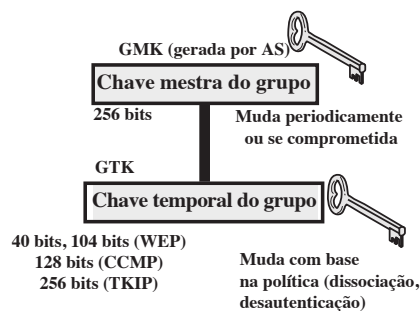 GMK (gerada por AS)
Chave mestra do grupo
256 bits
Muda periodicamente
ou se comprometida
GTK
Chave temporal do grupo
40 bits, 104 bits (WEP)
128 bits (CCMP)
256 bits (TKIP)
Muda com base
na política (dissociação,
desautenticação)